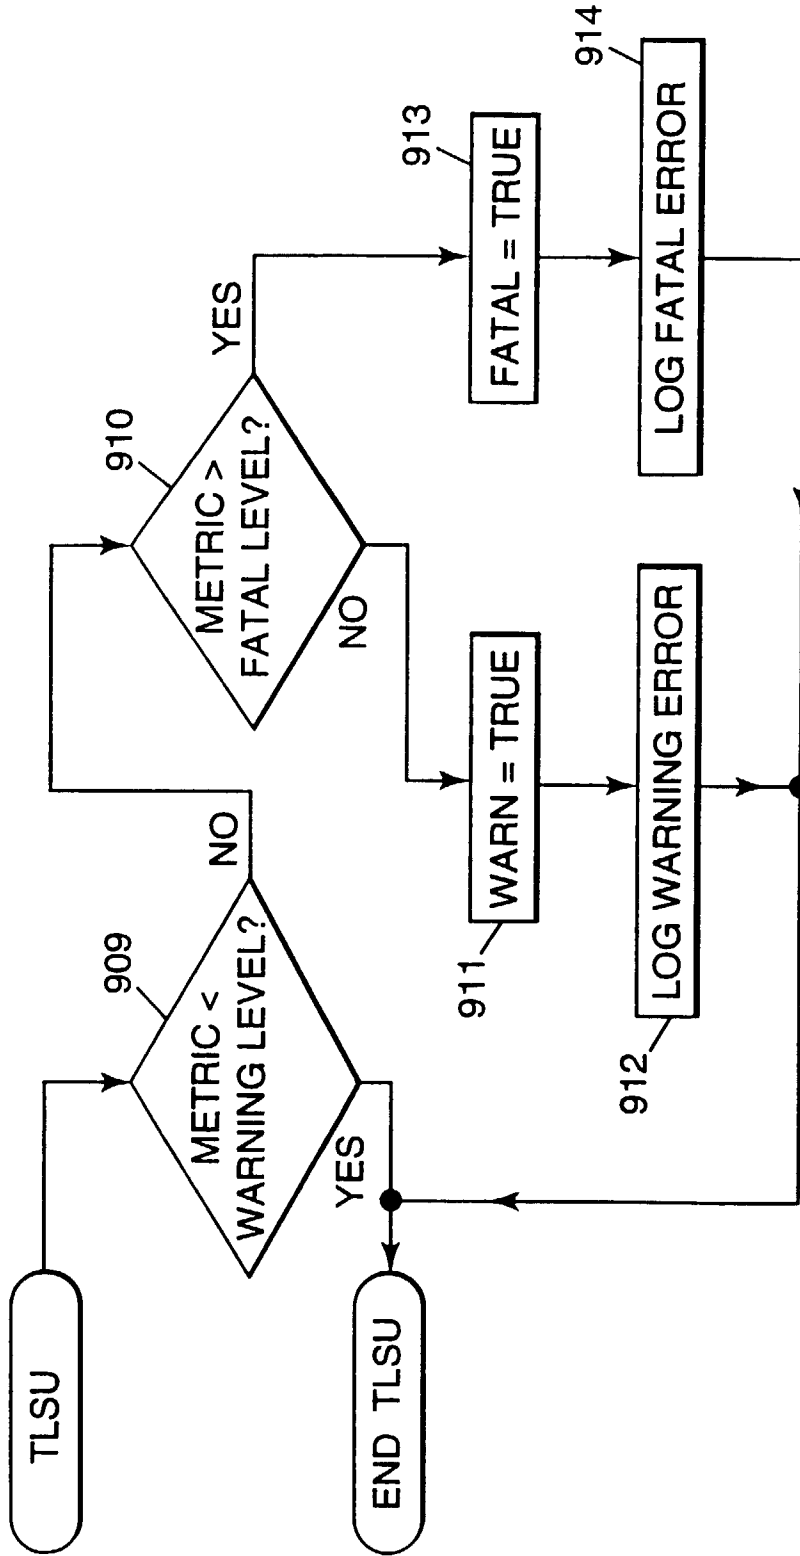 TLSU
909
METRIC <
WARNING LEVEL?
NO
YES
END TLSU
910
METRIC >
FATAL LEVEL?
YES
NO
911
WARN = TRUE
912
LOG WARNING ERROR
913
FATAL = TRUE
914
LOG FATAL ERROR